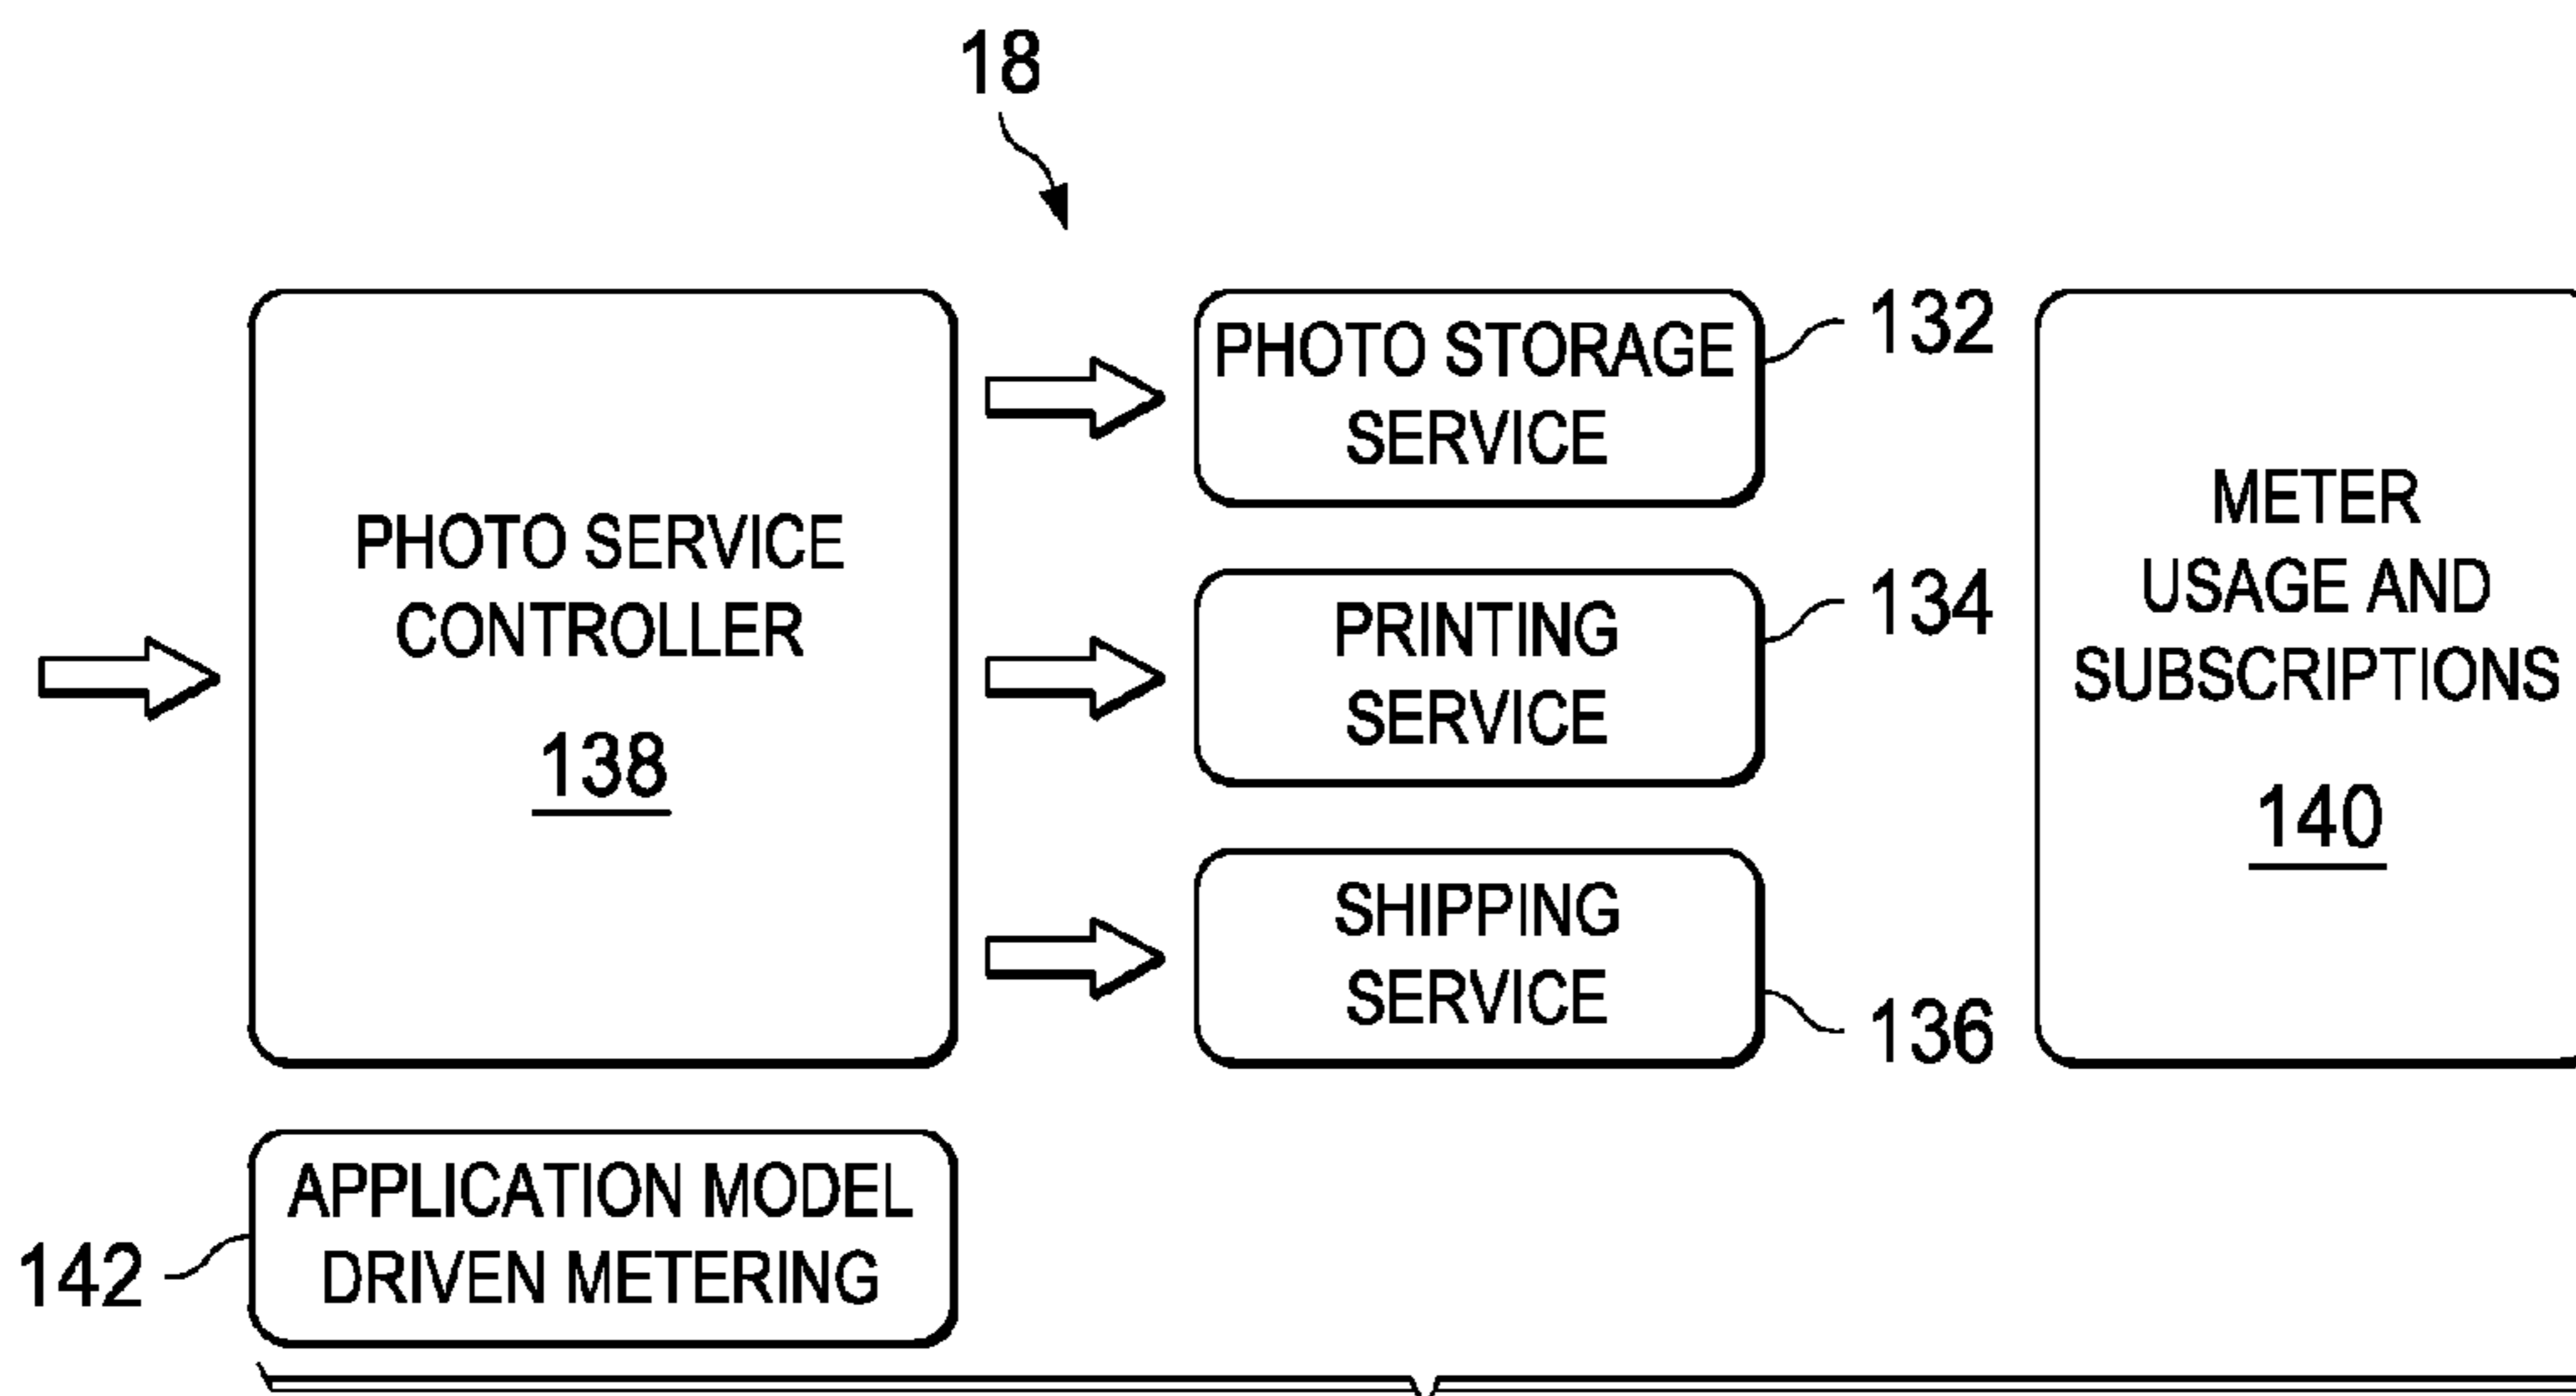 18
PHOTO SERVICE
CONTROLLER
138
PHOTO STORAGE
SERVICE
132
PRINTING
SERVICE
134
SHIPPING
SERVICE
136
METER
USAGE AND
SUBSCRIPTIONS
140
APPLICATION MODEL
DRIVEN METERING
142